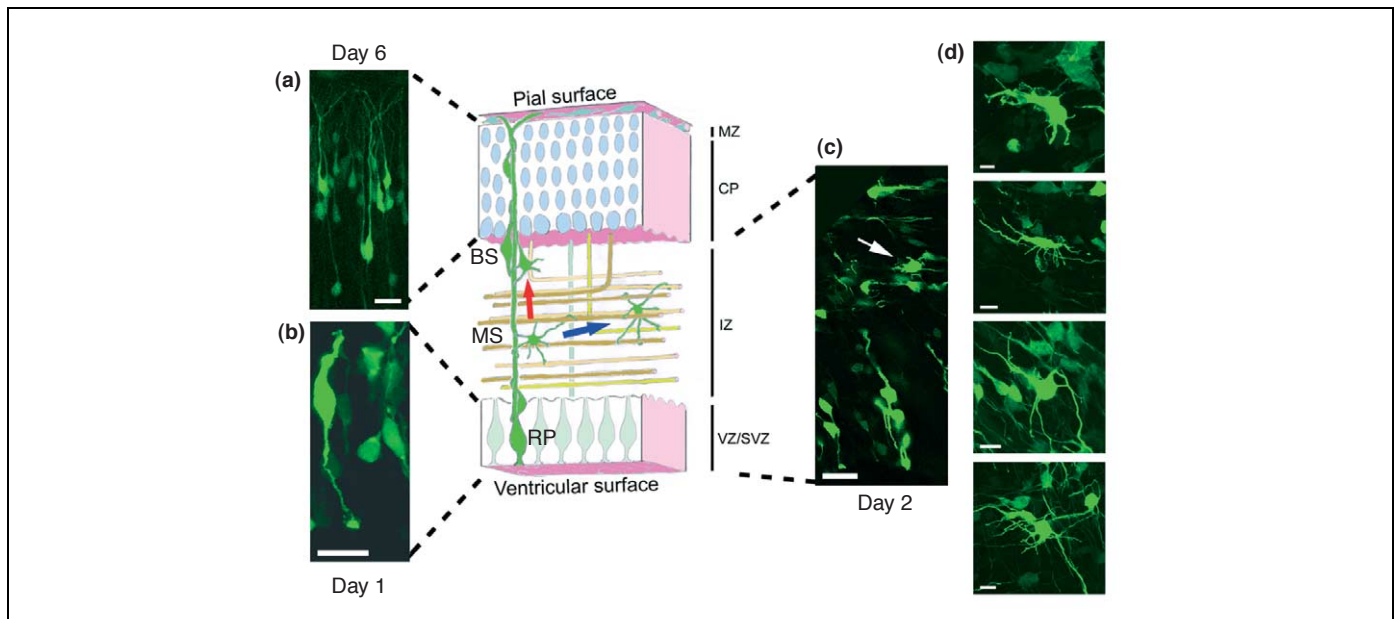 Day 6
(a)
(b)
Day 1
Pial surface
MZ
CP
BS
MS
IZ
RP
VZ/SVZ
Ventricular surface
(c)
Day 2
(d)